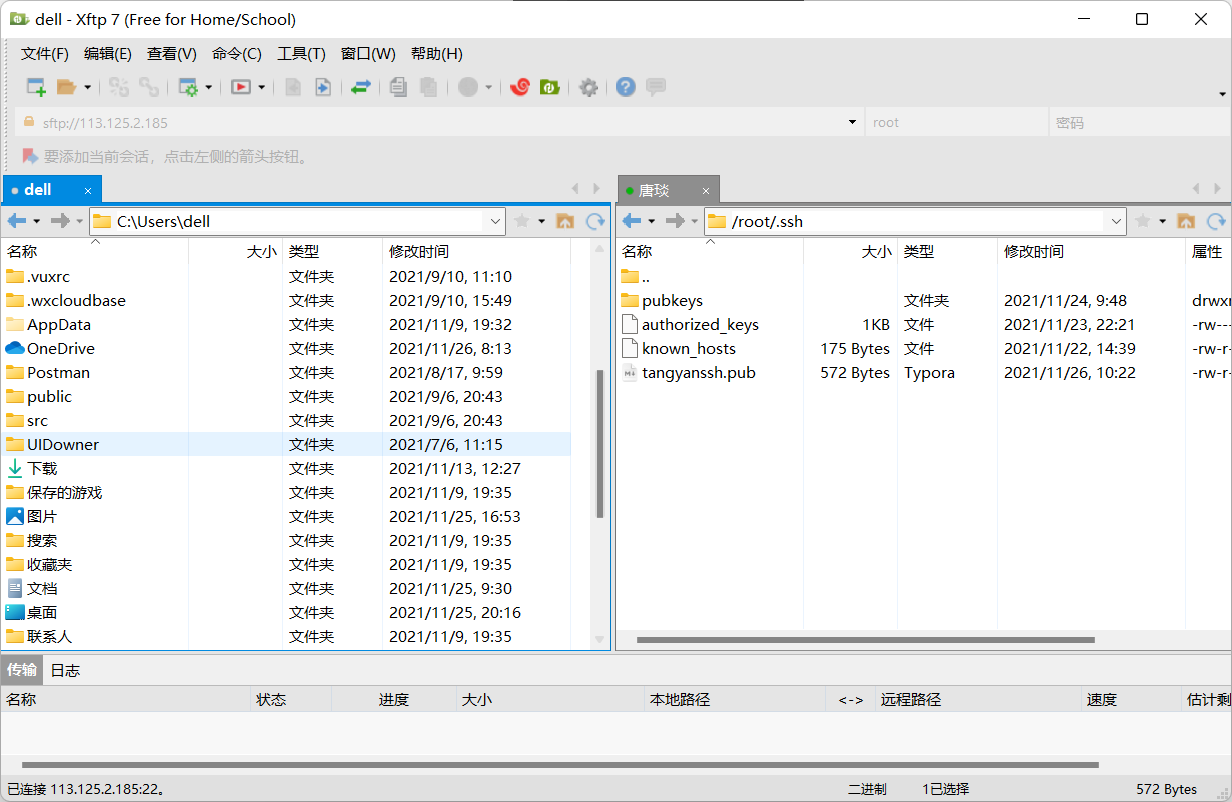 dell - Xftp 7 (Free for Home/School)
文件(F) 编辑(E) 查看(V) 命令(C) 工具(T) 窗口(W) 帮助(H)
sftp://113.125.2.185 root 密码
要添加当前会话，点击左侧的箭头按钮。
dell × 唐琰 ×
C:\Users\dell /root/.ssh
名称 大小 类型 修改时间 名称 大小 类型 修改时间 属性
.vuxrc 文件夹 2021/9/10, 11:10 ..
.wxcloudbase 文件夹 2021/9/10, 15:49 pubkeys 文件夹 2021/11/24, 9:48 drwxr
AppData 文件夹 2021/11/9, 19:32 authorized_keys 1KB 文件 2021/11/23, 22:21 -rw---
OneDrive 文件夹 2021/11/26, 8:13 known_hosts 175 Bytes 文件 2021/11/22, 14:39 -rw-r-
Postman 文件夹 2021/8/17, 9:59 tangyanssh.pub 572 Bytes Typora 2021/11/26, 10:22 -rw-r-
public 文件夹 2021/9/6, 20:43
src 文件夹 2021/9/6, 20:43
UIDowner 文件夹 2021/7/6, 11:15
下载 文件夹 2021/11/13, 12:27
保存的游戏 文件夹 2021/11/9, 19:35
图片 文件夹 2021/11/25, 16:53
搜索 文件夹 2021/11/9, 19:35
收藏夹 文件夹 2021/11/9, 19:35
文档 文件夹 2021/11/25, 9:30
桌面 文件夹 2021/11/25, 20:16
联系人 文件夹 2021/11/9, 19:35
传输 日志
名称 状态 进度 大小 本地路径 <-> 远程路径 速度 估计剩
已连接 113.125.2.185:22。 二进制 1已选择 572 Bytes